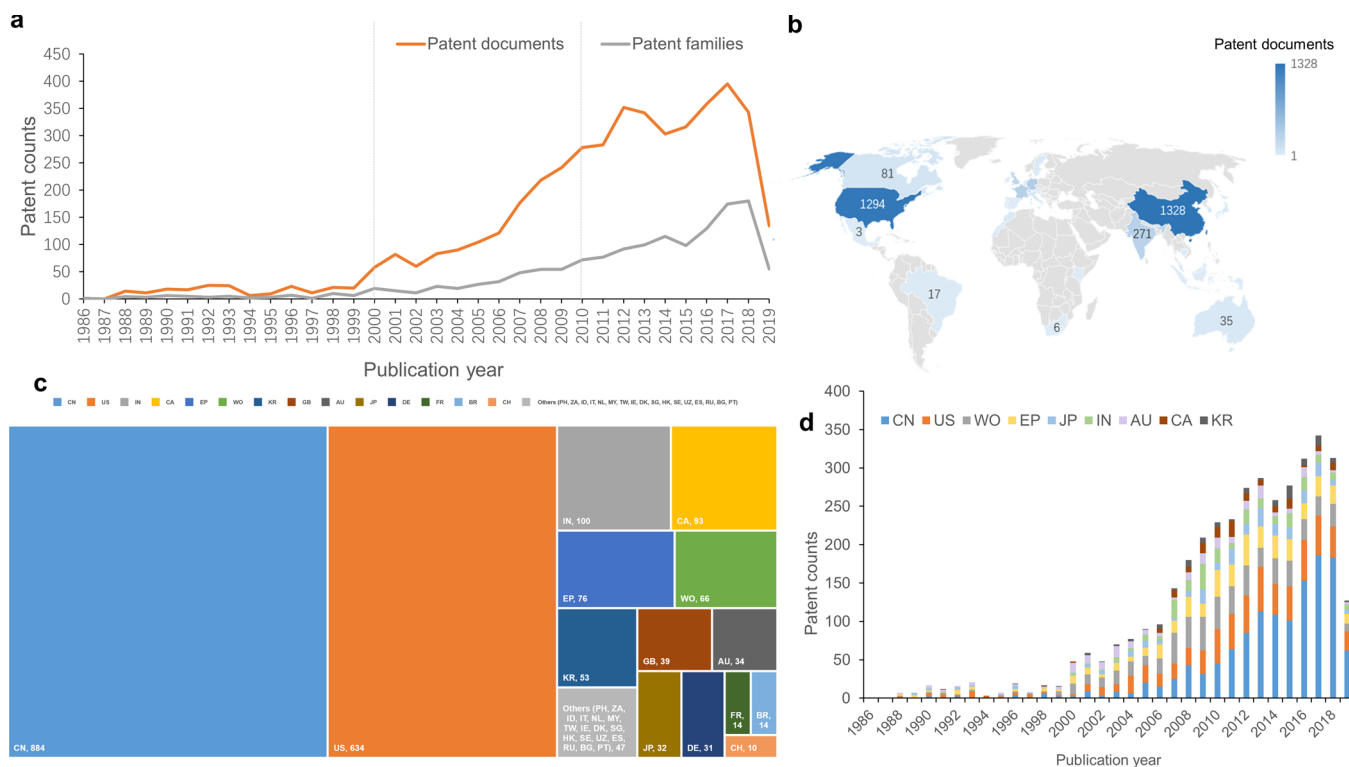 a
Patent documents
Patent families
450
400
350
300
250
200
150
100
50
0
Patent counts
1986
1987
1988
1989
1990
1991
1992
1993
1994
1995
1996
1997
1998
1999
2000
2001
2002
2003
2004
2005
2006
2007
2008
2009
2010
2011
2012
2013
2014
2015
2016
2017
2018
2019
Publication year
b
Patent documents
1328
1
81
1294
3
17
6
1328
271
35
c
CN US IN CA EP WO KR GB AU JP DE FR BR CH Others (PH, ZA, ID, IT, NL, MY, TW, IE, DK, SG, HK, SE, UZ, ES, RU, BG, PT)
CN, 884
US, 634
IN, 100
CA, 93
EP, 76
WO, 66
KR, 53
GB, 39
AU, 34
Others (PH, ZA,
ID, IT, NL, MY,
TW, IE, DK, SG,
HK, SE, UZ, ES,
RU, BG, PT), 47
JP, 32
DE, 31
FR,
14
BR,
14
CH, 10
d
CN US WO EP JP IN AU CA KR
400
350
300
250
200
150
100
50
0
Patent counts
1986
1988
1990
1992
1994
1996
1998
2000
2002
2004
2006
2008
2010
2012
2014
2016
2018
Publication year